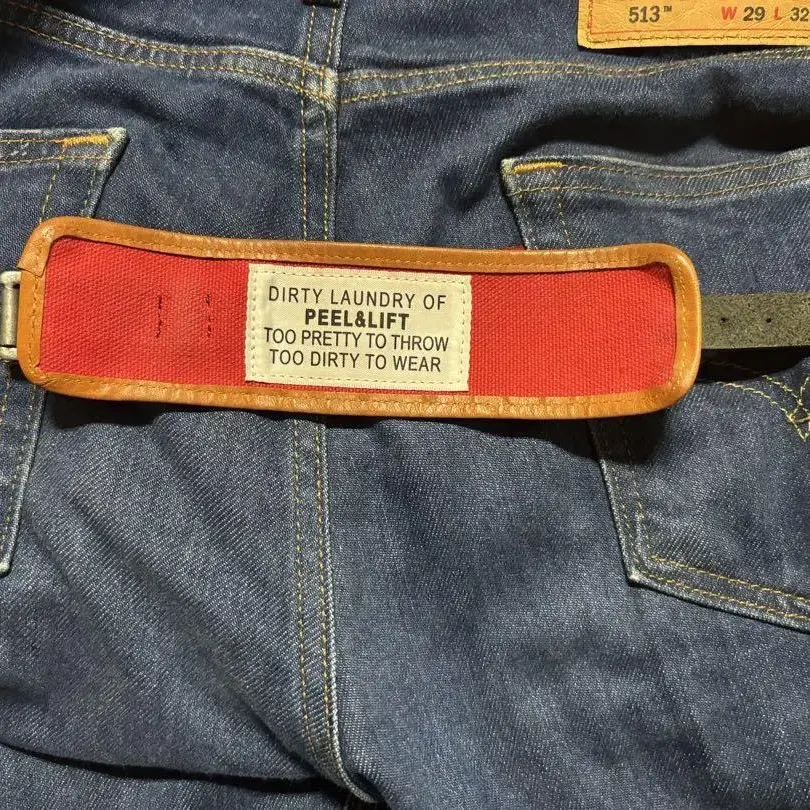 513™ W 29 L 32
DIRTY LAUNDRY OF
PEEL&LIFT
TOO PRETTY TO THROW
TOO DIRTY TO WEAR